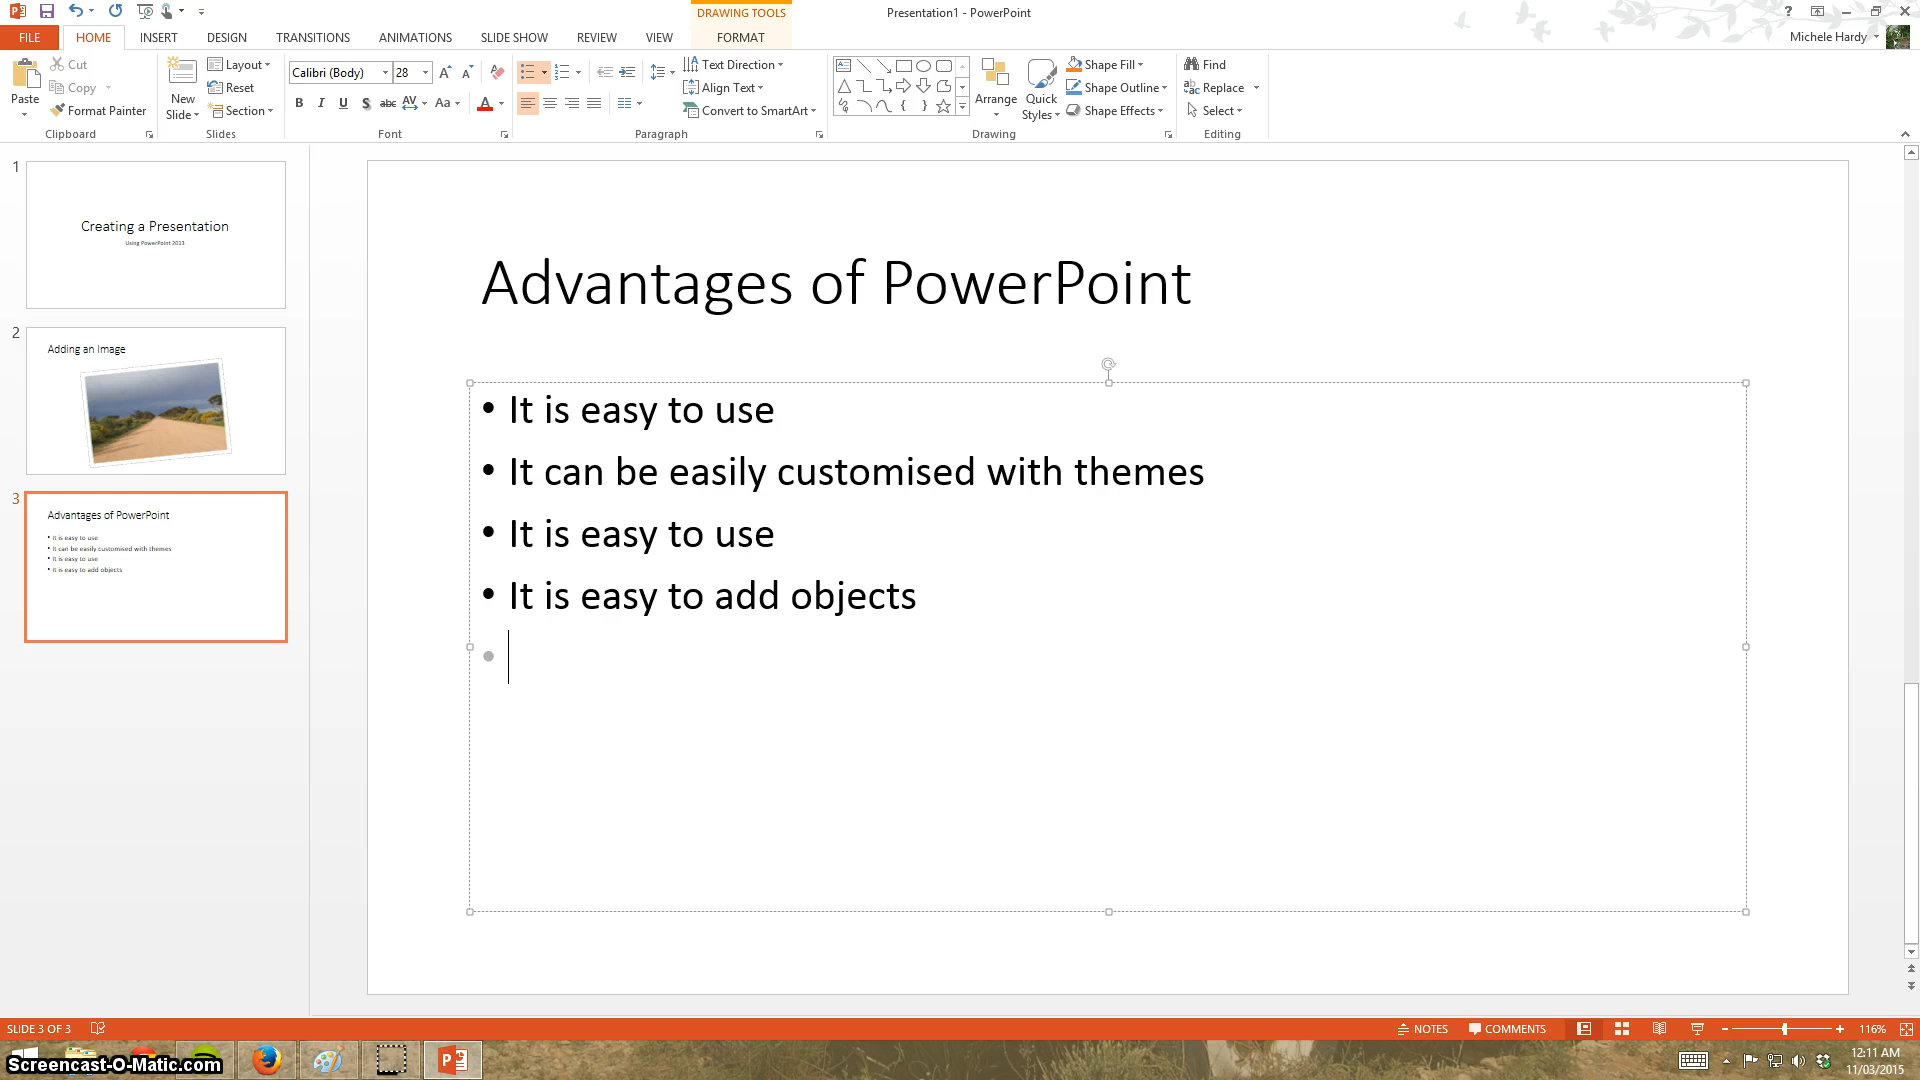 DRAWING TOOLS
Presentation1 - PowerPoint
?
FILE HOME INSERT DESIGN TRANSITIONS ANIMATIONS SLIDE SHOW REVIEW VIEW FORMAT
Michele Hardy
Paste
Cut
Copy
Format Painter
Clipboard
New
Slide
Layout
Reset
Section
Slides
Calibri (Body) 28
B I U S abc AV Aa A
Font
Text Direction
Align Text
Convert to SmartArt
Paragraph
Arrange
Quick
Styles
Shape Fill
Shape Outline
Shape Effects
Drawing
Find
Replace
Select
Editing
1
Creating a Presentation
Using PowerPoint 2013
2
Adding an Image
3
Advantages of PowerPoint
• It is easy to use
• It can be easily customised with themes
• It is easy to use
• It is easy to add objects
Advantages of PowerPoint
• It is easy to use
• It can be easily customised with themes
• It is easy to use
• It is easy to add objects
•
SLIDE 3 OF 3
NOTES COMMENTS 116%
Screencast-O-Matic.com
12:11 AM
11/03/2015